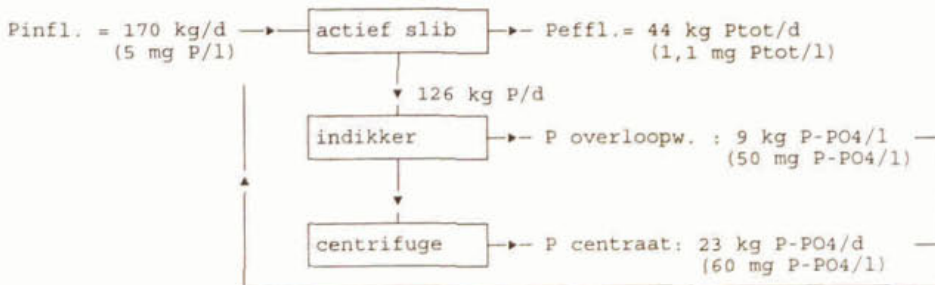 Pinfl. = 170 kg/d
(5 mg P/l)
actief slib
Peffl.= 44 kg Ptot/d
(1,1 mg Ptot/l)
126 kg P/d
indikker
P overloopw. : 9 kg P-PO4/l
(50 mg P-PO4/l)
centrifuge
P centraat: 23 kg P-PO4/d
(60 mg P-PO4/l)